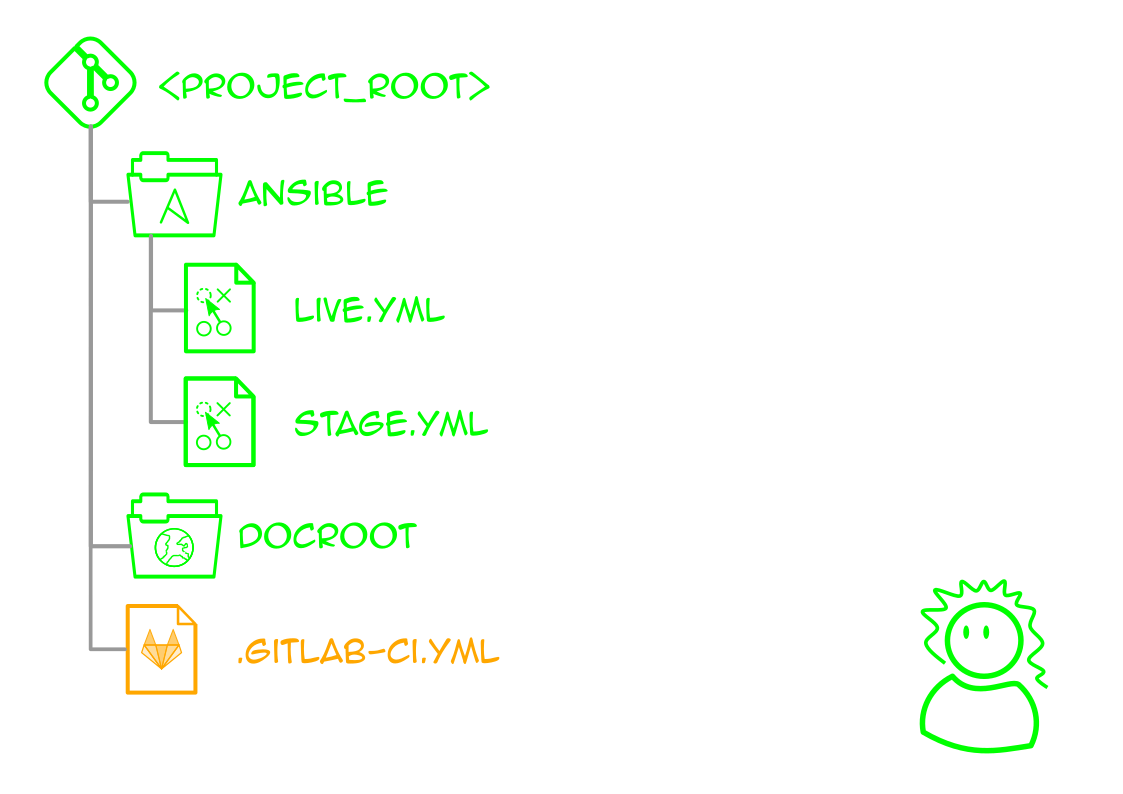 <PROJECT_ROOT>
ANSIBLE
LIVE.YML
STAGE.YML
DOCROOT
.GITLAB-CI.YML